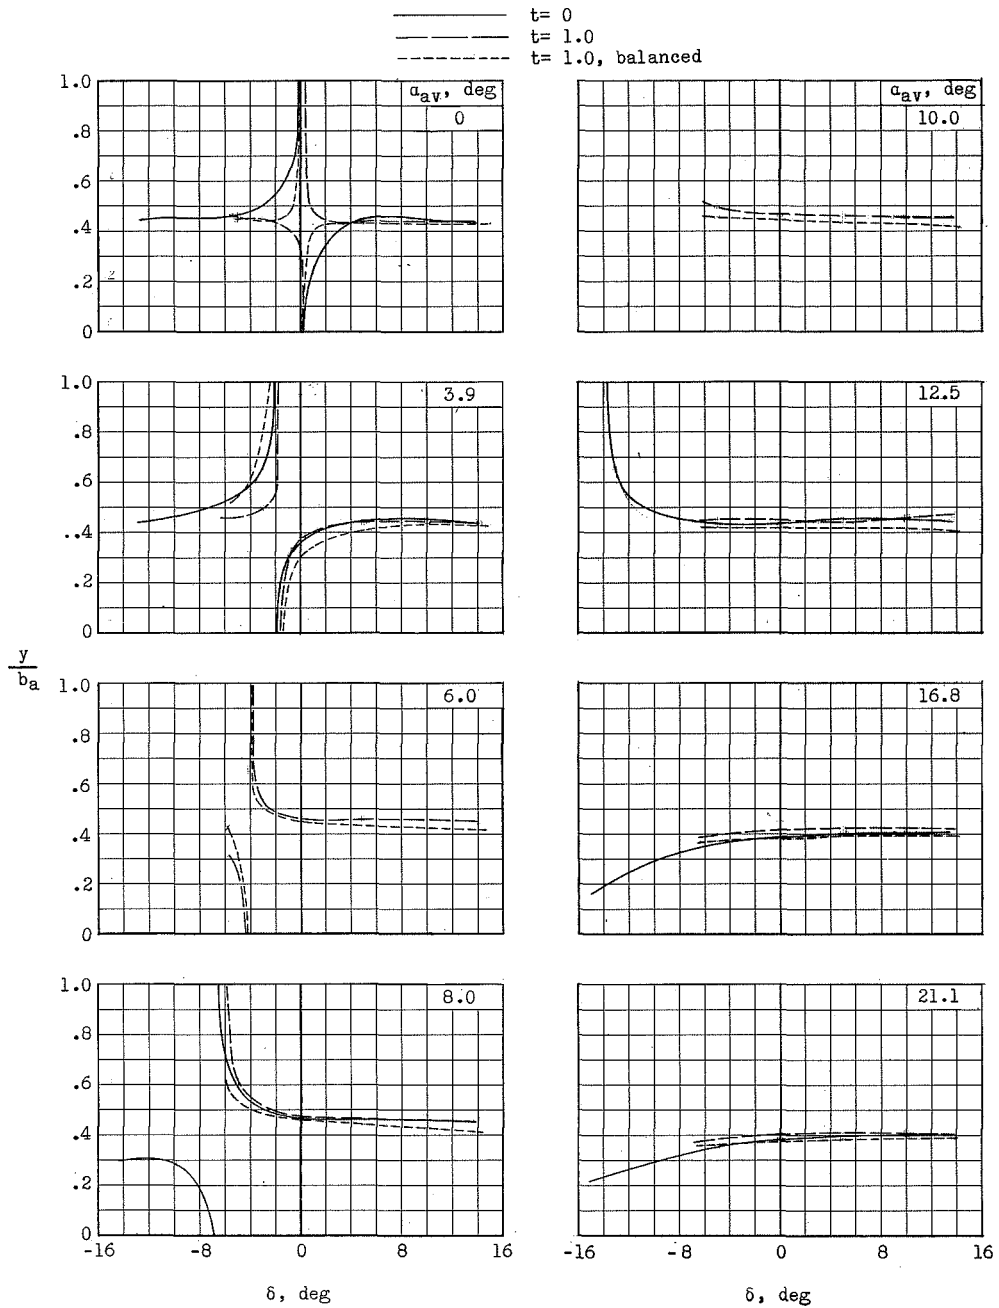 t= 0
t= 1.0
t= 1.0, balanced
1.0
.8
.6
.4
.2
0
αav, deg
0
αav, deg
10.0
1.0
.8
.6
.4
.2
0
3.9
12.5
y
ba
1.0
.8
.6
.4
.2
0
6.0
16.8
1.0
.8
.6
.4
.2
0
8.0
21.1
-16 -8 0 8 16
-16 -8 0 8 16
δ, deg
δ, deg